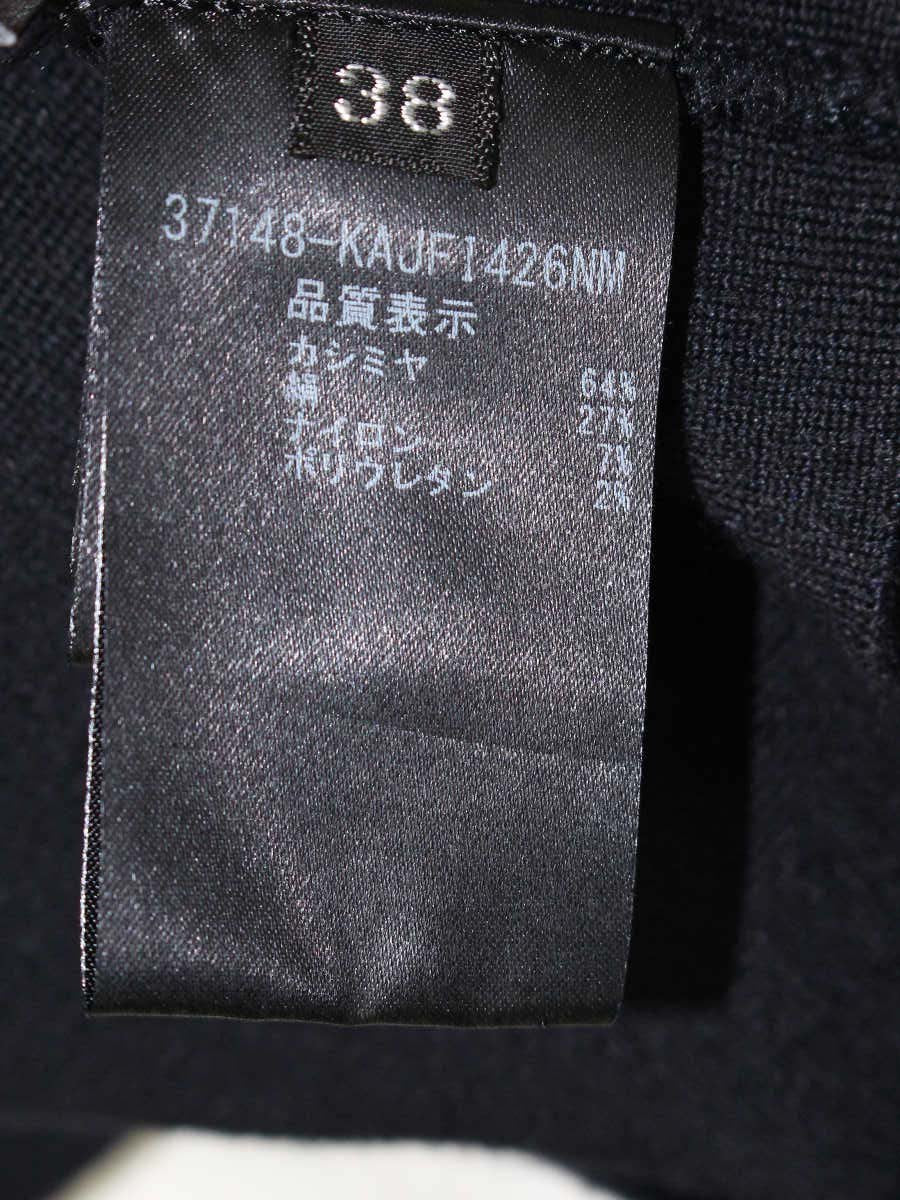 38
37148-KAJF1426NM
品質表示
カシミヤ 64%
絹 27%
ナイロン 7%
ポリウレタン 2%